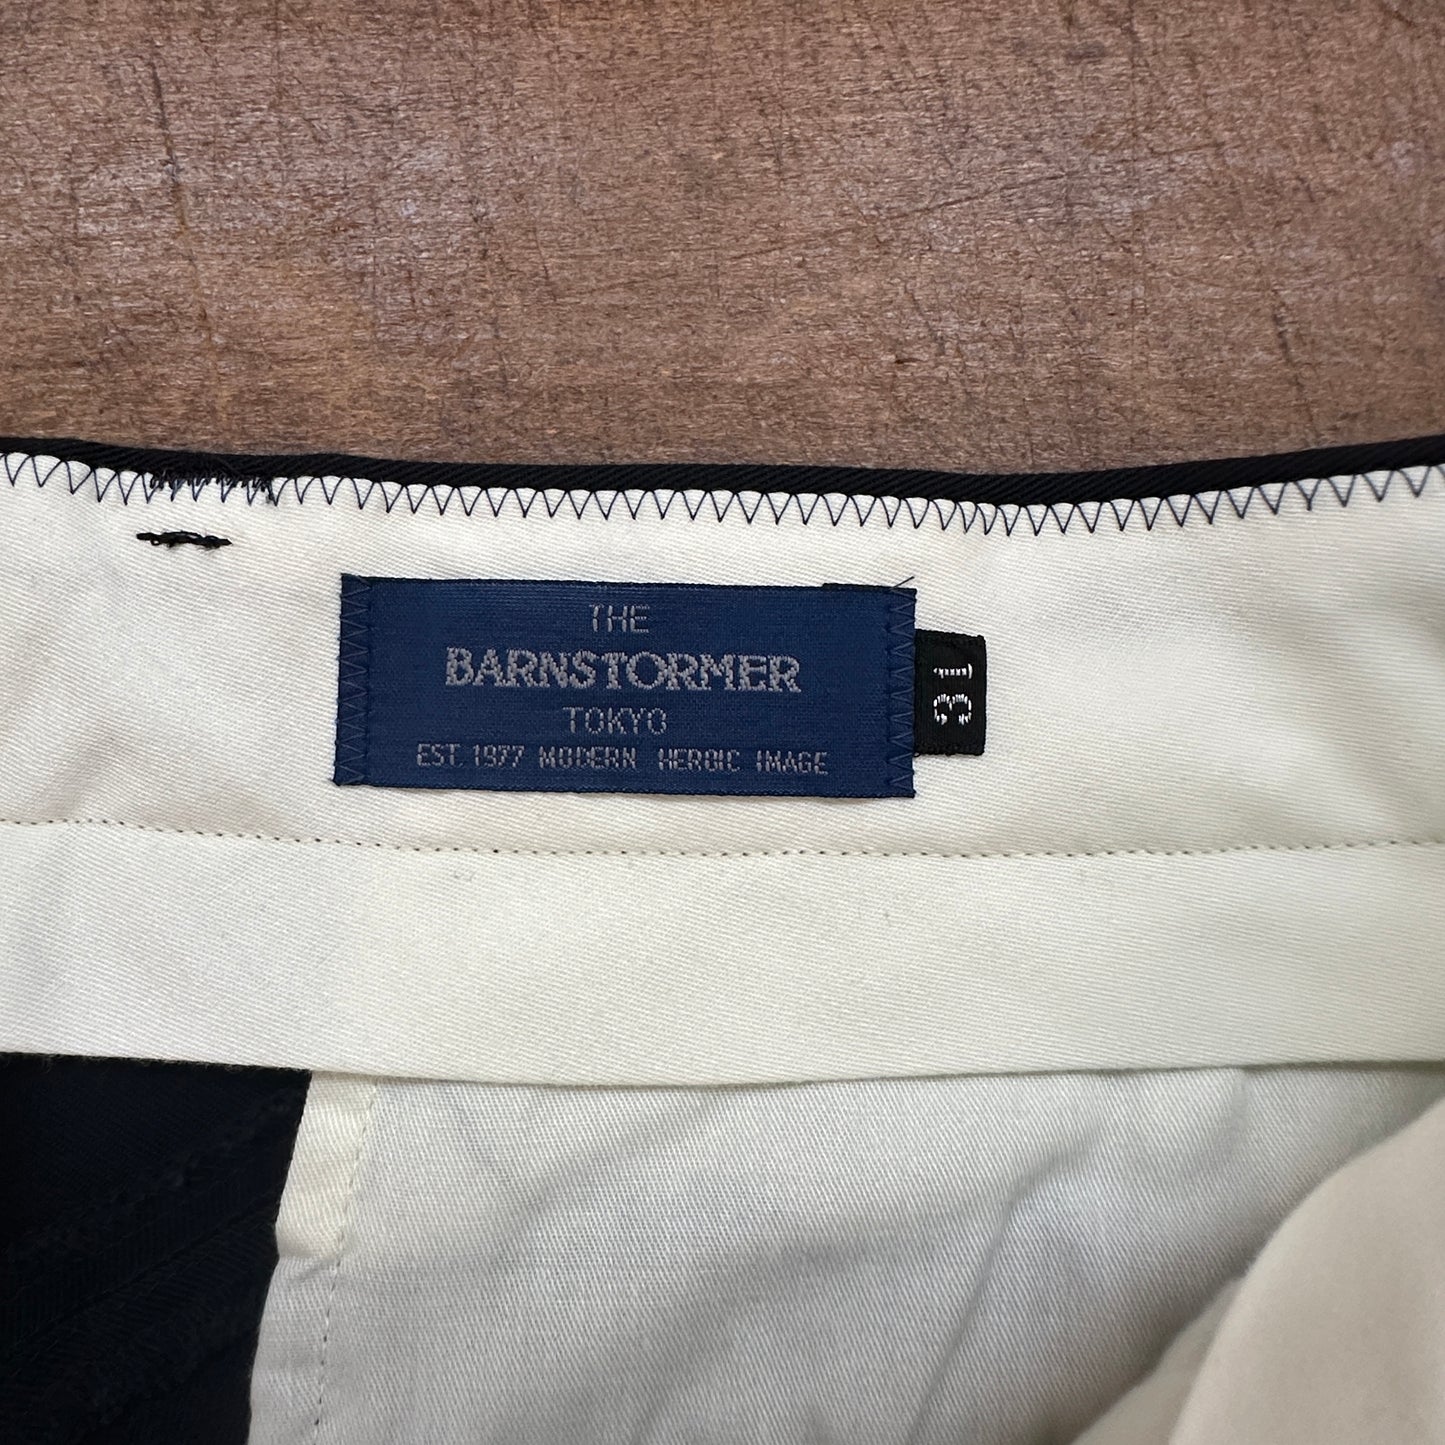 THE
BARNSTORMER
TOKYO
EST. 1977 MODERN HEROIC IMAGE
31